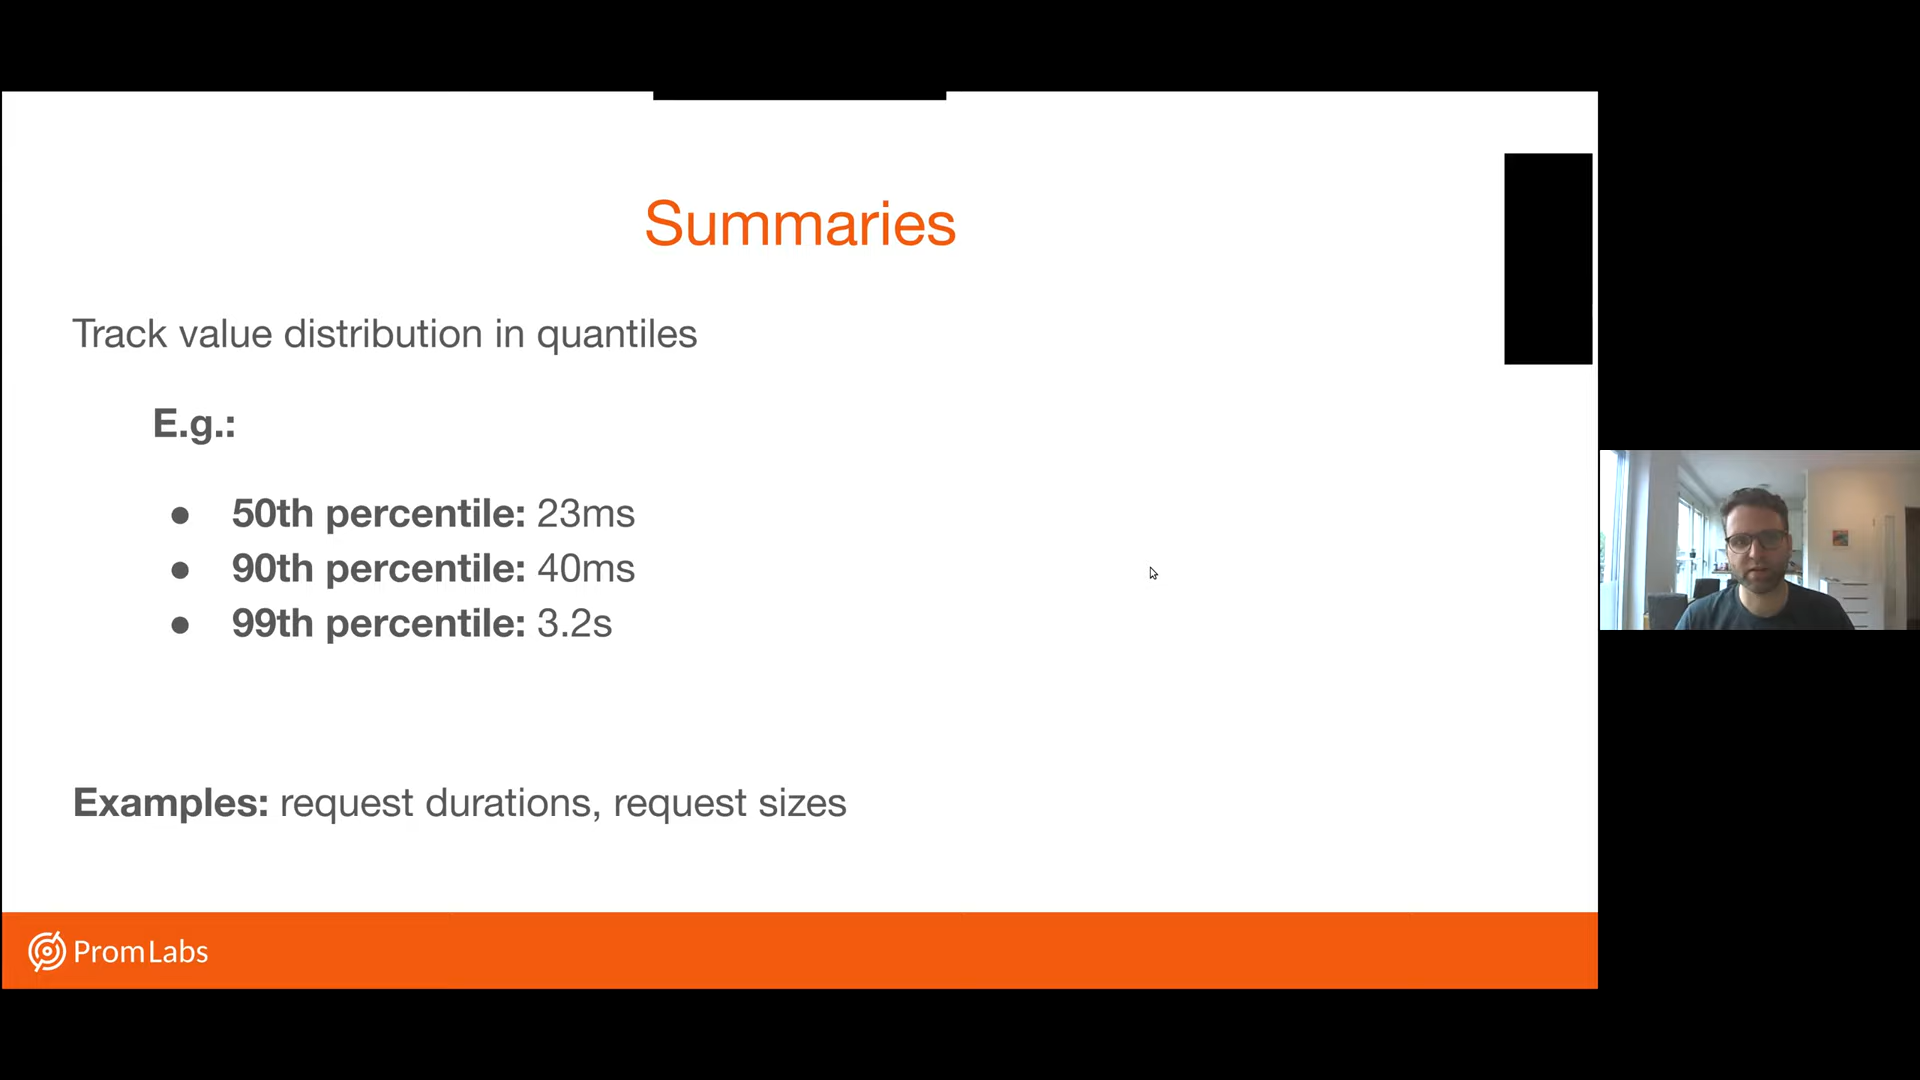 Summaries
Track value distribution in quantiles
E.g.:
● 50th percentile: 23ms
● 90th percentile: 40ms
● 99th percentile: 3.2s
Examples: request durations, request sizes
PromLabs